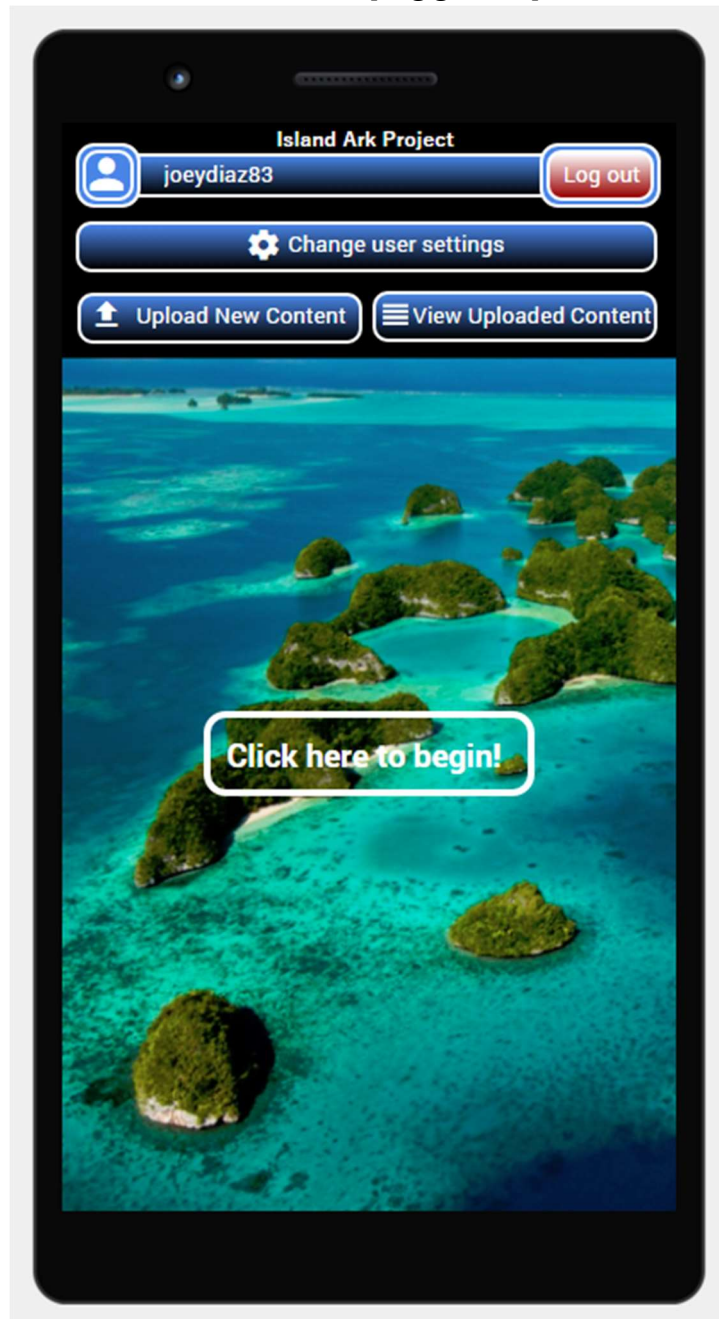 Island Ark Project
joeydiaz83
Log out
Change user settings
Upload New Content
View Uploaded Content
Click here to begin!